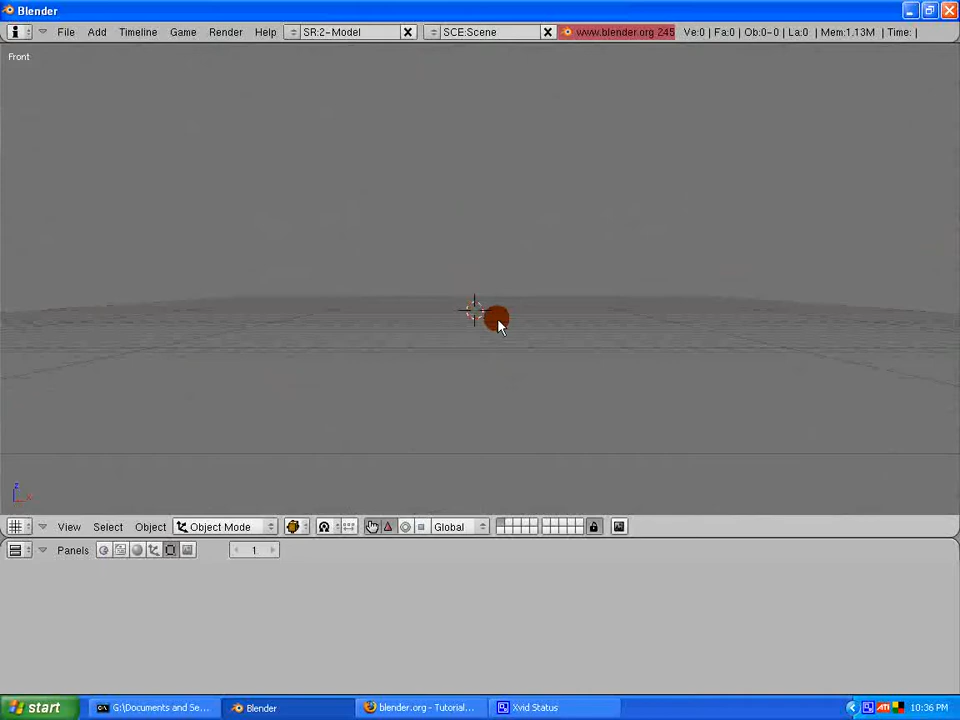 Blender
File Add Timeline Game Render Help SR:2-Model SCE:Scene www.blender.org 245 Ve:0 | Fa:0 | Ob:0-0 | La:0 | Mem:1.13M | Time: |
Front
z
x
View Select Object Object Mode Global
Panels 1
start G:\Documents and Se... Blender blender.org - Tutorial... Xvid Status ATI 10:36 PM